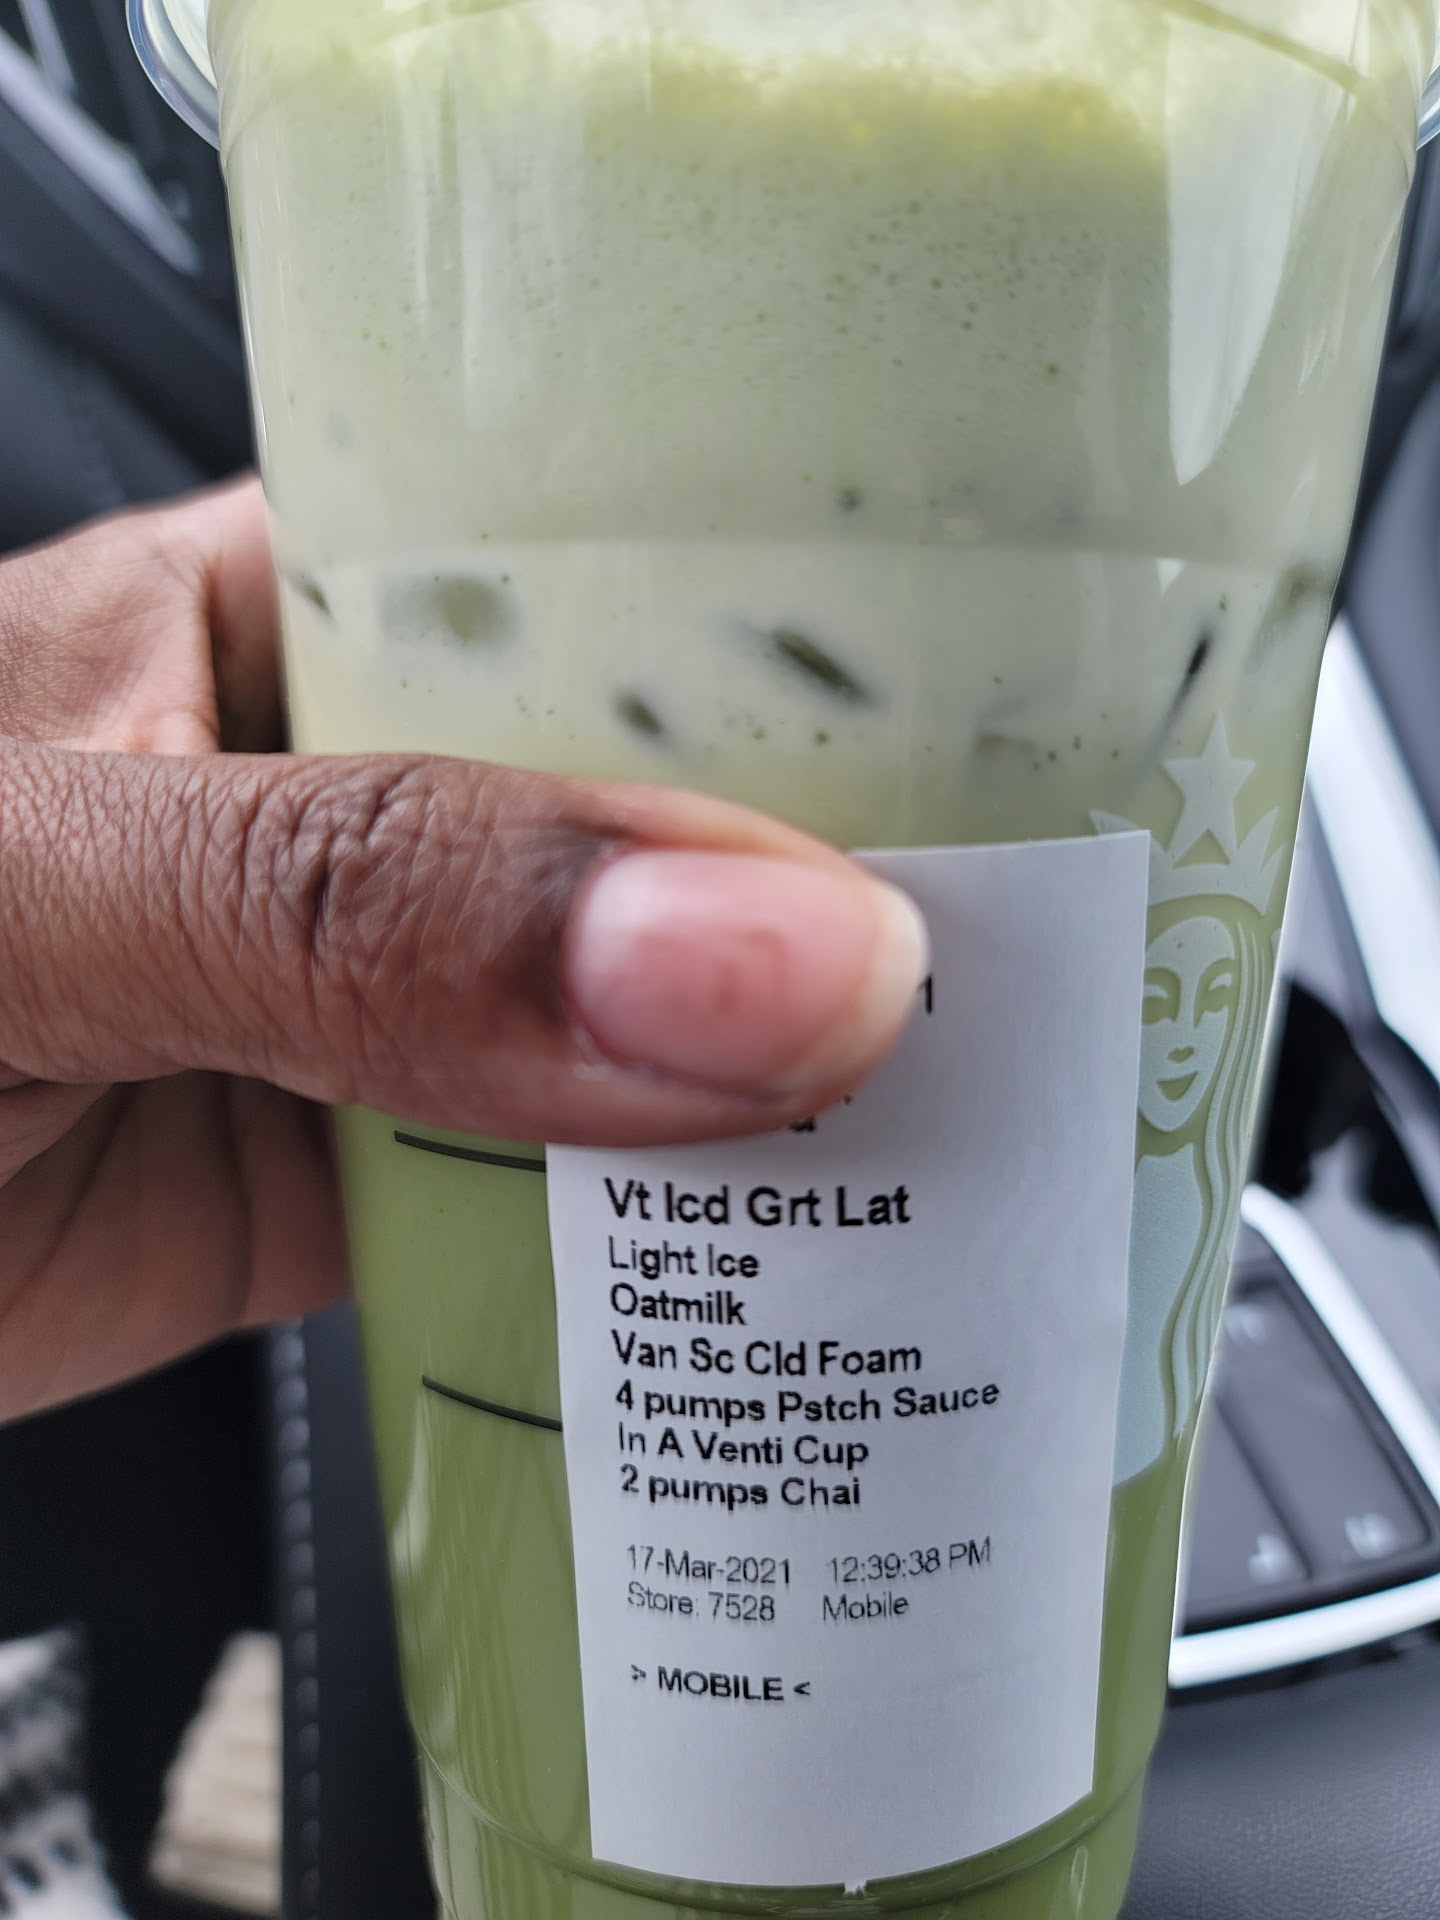 1
Vt Icd Grt Lat
Light Ice
Oatmilk
Van Sc Cld Foam
4 pumps Pstch Sauce
In A Venti Cup
2 pumps Chai
17-Mar-2021 12:39:38 PM
Store: 7528 Mobile
> MOBILE <